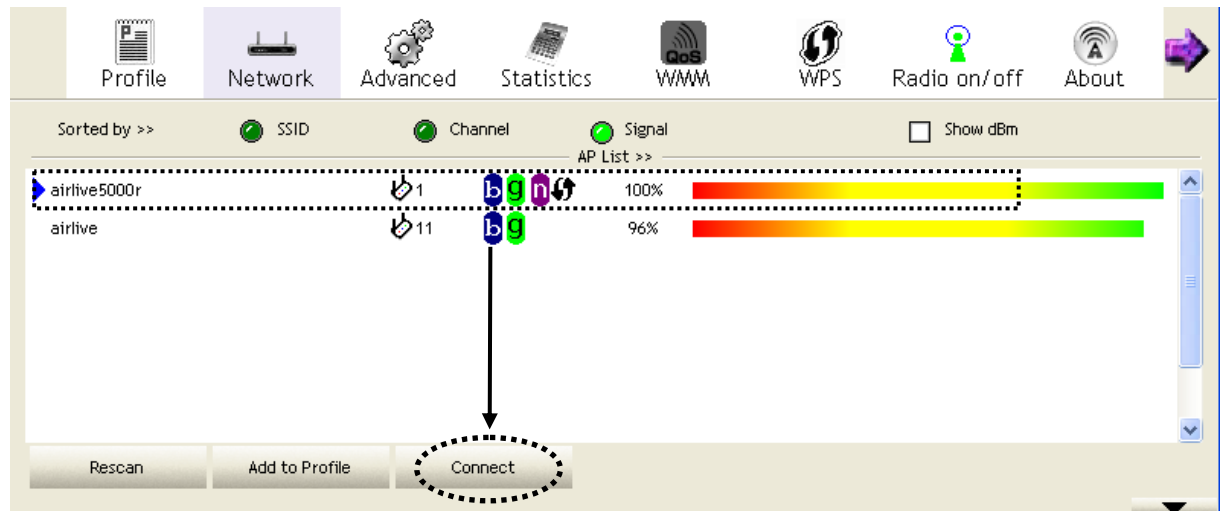 P
QoS
Profile Network Advanced Statistics WMM WPS Radio on/off About
Sorted by >> SSID Channel Signal Show dBm
AP List >>
airlive5000r 1 b g n 100%
airlive 11 b g 96%
Rescan Add to Profile Connect